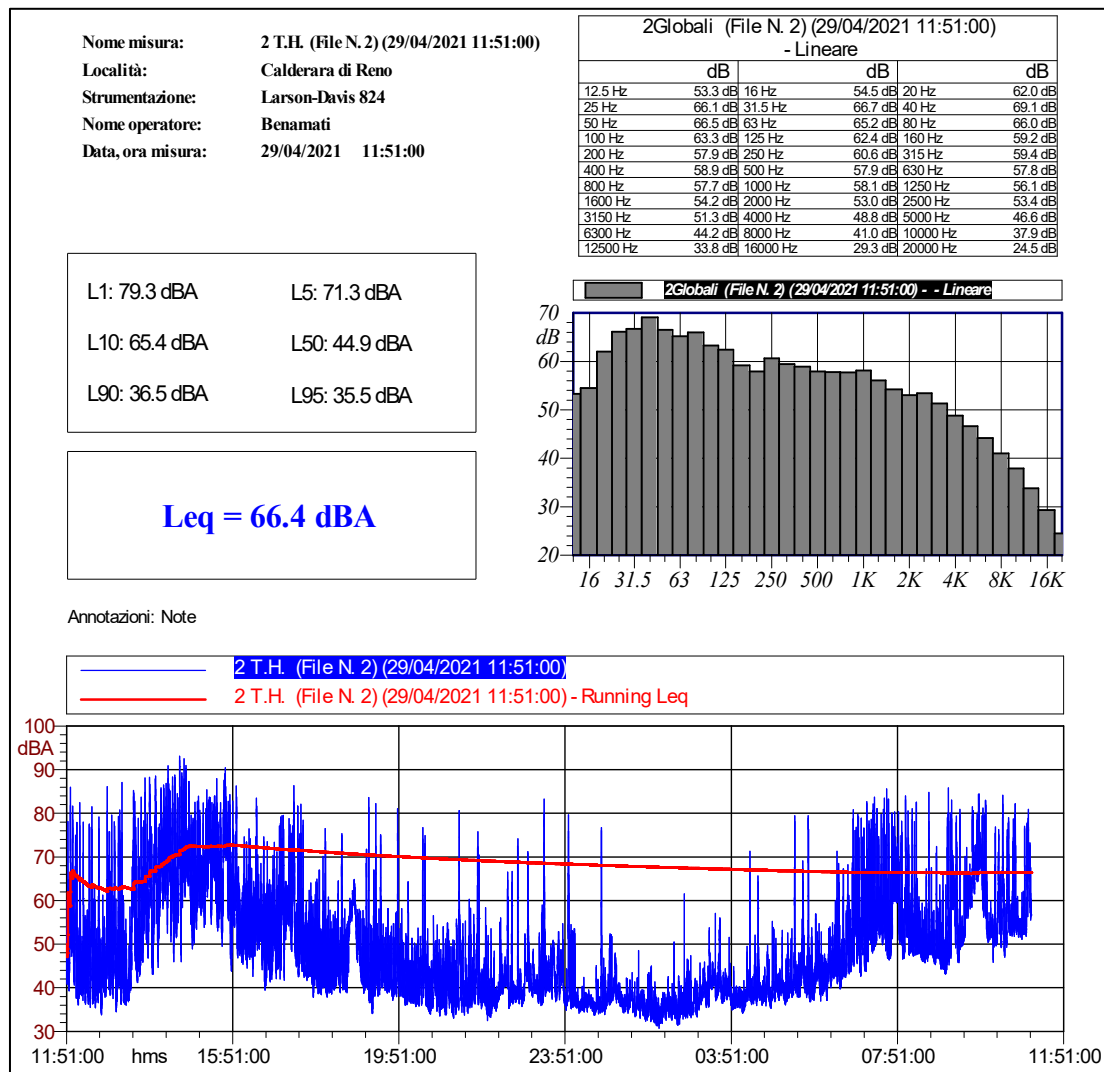 Nome misura: 2 T.H. (File N. 2) (29/04/2021 11:51:00)
Località: Calderara di Reno
Strumentazione: Larson-Davis 824
Nome operatore: Benamati
Data, ora misura: 29/04/2021 11:51:00
2Globali (File N. 2) (29/04/2021 11:51:00)
- Lineare
dB dB dB
12.5 Hz 53.3 dB 16 Hz 54.5 dB 20 Hz 62.0 dB
25 Hz 66.1 dB 31.5 Hz 66.7 dB 40 Hz 69.1 dB
50 Hz 66.5 dB 63 Hz 65.2 dB 80 Hz 66.0 dB
100 Hz 63.3 dB 125 Hz 62.4 dB 160 Hz 59.2 dB
200 Hz 57.9 dB 250 Hz 60.6 dB 315 Hz 59.4 dB
400 Hz 58.9 dB 500 Hz 57.9 dB 630 Hz 57.8 dB
800 Hz 57.7 dB 1000 Hz 58.1 dB 1250 Hz 56.1 dB
1600 Hz 54.2 dB 2000 Hz 53.0 dB 2500 Hz 53.4 dB
3150 Hz 51.3 dB 4000 Hz 48.8 dB 5000 Hz 46.6 dB
6300 Hz 44.2 dB 8000 Hz 41.0 dB 10000 Hz 37.9 dB
12500 Hz 33.8 dB 16000 Hz 29.3 dB 20000 Hz 24.5 dB
L1: 79.3 dBA L5: 71.3 dBA
L10: 65.4 dBA L50: 44.9 dBA
L90: 36.5 dBA L95: 35.5 dBA
Leq = 66.4 dBA
2Globali (File N. 2) (29/04/2021 11:51:00) - - Lineare
70
dB
60
50
40
30
20
16 31.5 63 125 250 500 1K 2K 4K 8K 16K
Annotazioni: Note
2 T.H. (File N. 2) (29/04/2021 11:51:00)
2 T.H. (File N. 2) (29/04/2021 11:51:00) - Running Leq
100
dBA
90
80
70
60
50
40
30
11:51:00 hms 15:51:00 19:51:00 23:51:00 03:51:00 07:51:00 11:51:00